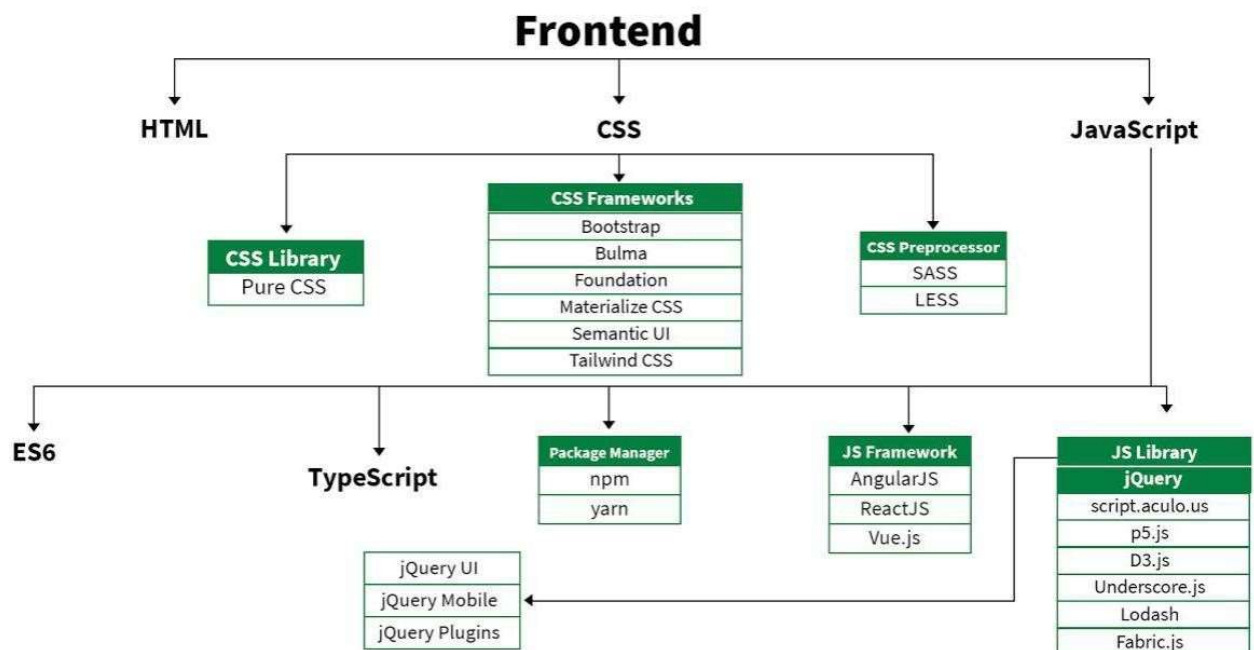 Frontend
HTML
CSS
JavaScript
CSS Library
Pure CSS
CSS Frameworks
Bootstrap
Bulma
Foundation
Materialize CSS
Semantic UI
Tailwind CSS
CSS Preprocessor
SASS
LESS
ES6
TypeScript
Package Manager
npm
yarn
JS Framework
AngularJS
ReactJS
Vue.js
JS Library
jQuery
script.aculo.us
p5.js
D3.js
Underscore.js
Lodash
Fabric.js
jQuery UI
jQuery Mobile
jQuery Plugins